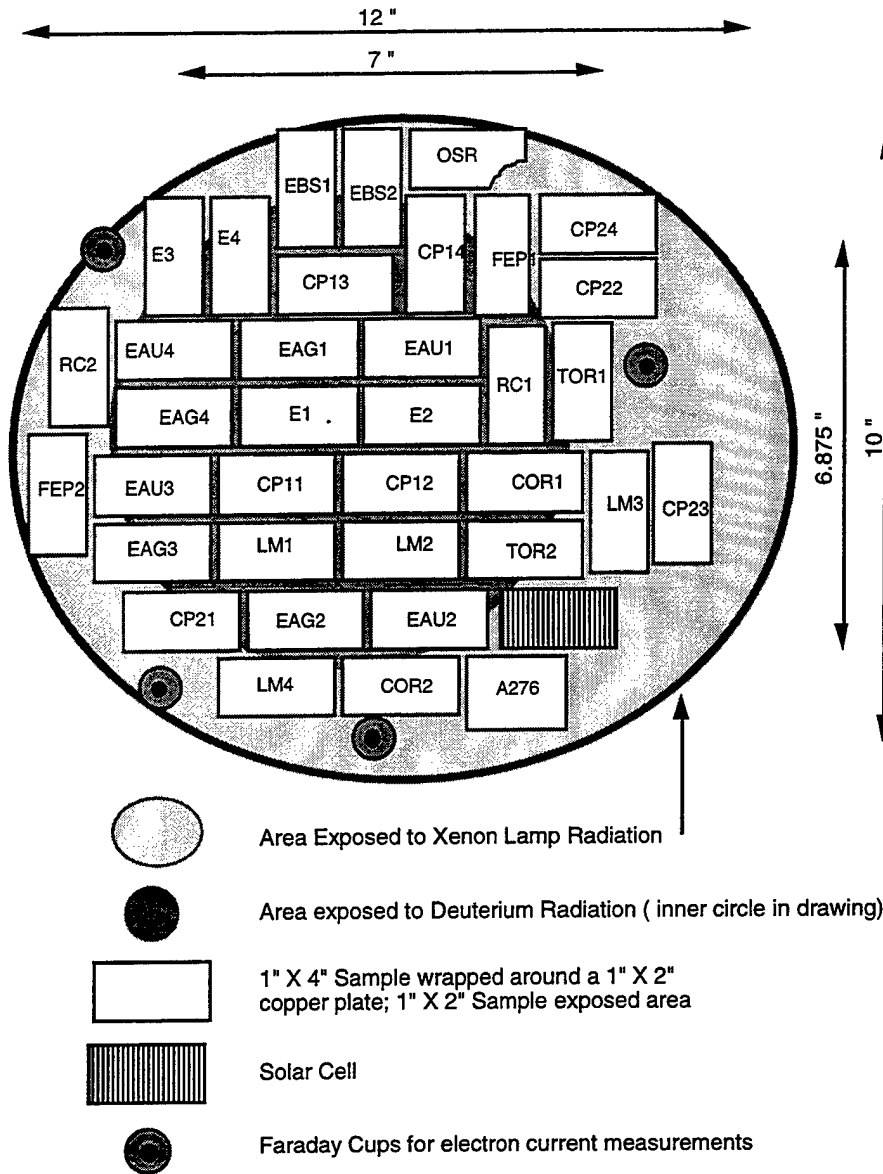 12 "
7 "
OSR
EBS1
EBS2
E3
E4
CP14
FEP1
CP24
CP13
CP22
EAU4
EAG1
EAU1
RC2
RC1
TOR1
EAG4
E1
E2
6.875 "
10 "
FEP2
EAU3
CP11
CP12
COR1
LM3
CP23
EAG3
LM1
LM2
TOR2
CP21
EAG2
EAU2
LM4
COR2
A276
Area Exposed to Xenon Lamp Radiation
Area exposed to Deuterium Radiation ( inner circle in drawing)
1" X 4" Sample wrapped around a 1" X 2"
copper plate; 1" X 2" Sample exposed area
Solar Cell
Faraday Cups for electron current measurements